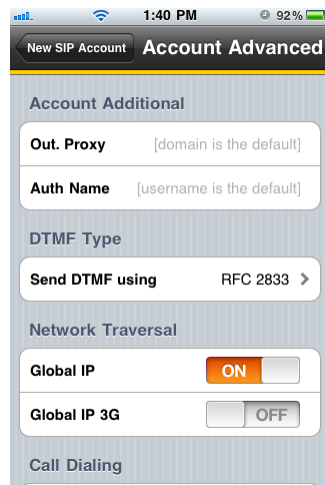 1:40 PM 92%
New SIP Account Account Advanced
Account Additional
Out. Proxy [domain is the default]
Auth Name [username is the default]
DTMF Type
Send DTMF using RFC 2833
Network Traversal
Global IP ON
Global IP 3G OFF
Call Dialing